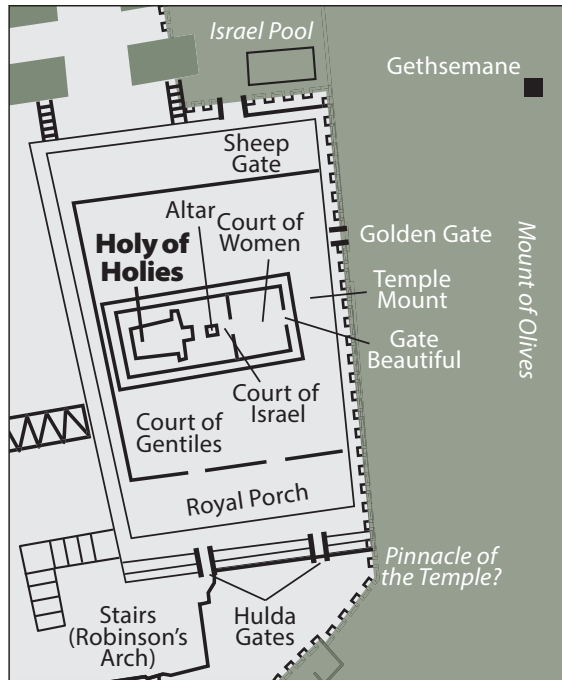 Israel Pool
Gethsemane
Sheep
Gate
Altar
Court of
Women
Holy of
Holies
Golden Gate
Temple
Mount
Mount of Olives
Gate
Beautiful
Court of
Israel
Court of
Gentiles
Royal Porch
Pinnacle of
the Temple?
Stairs
(Robinson's
Arch)
Hulda
Gates